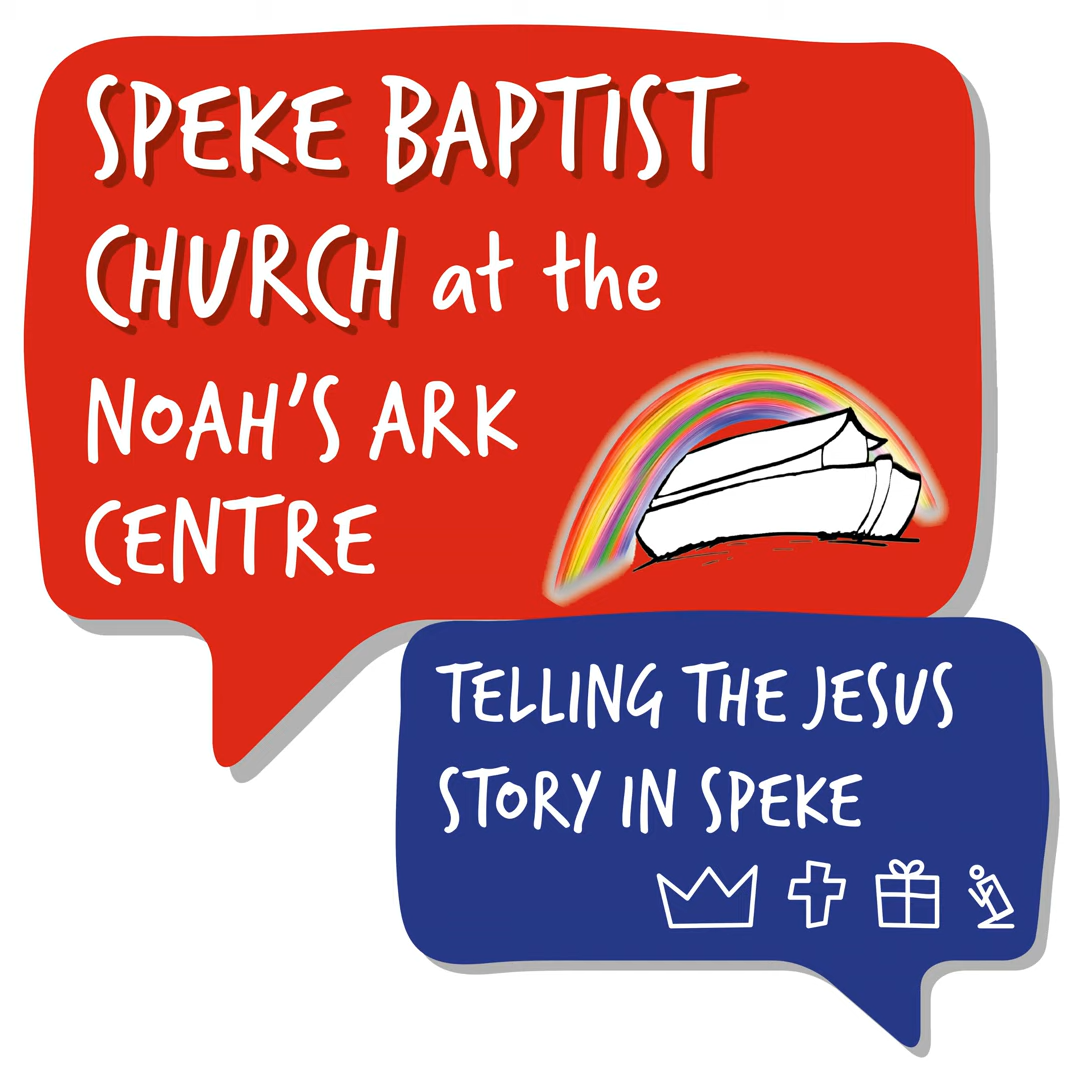 SPEKE BAPTIST
CHURCH at the
NOAH'S ARK
CENTRE
TELLING THE JESUS
STORY IN SPEKE